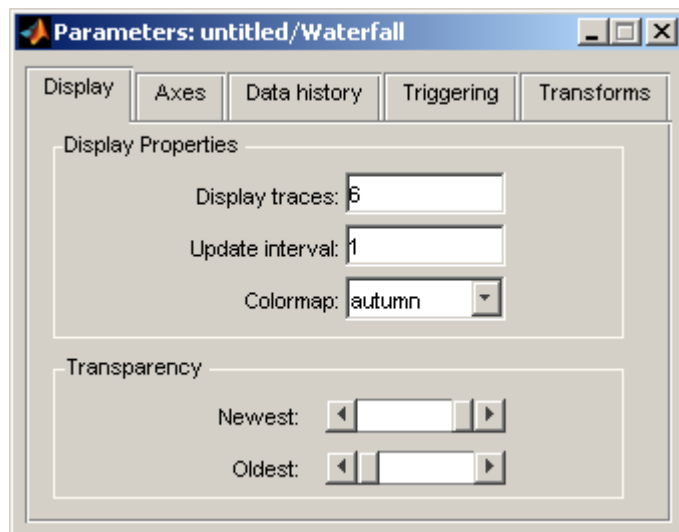 Parameters: untitled/Waterfall
Display Axes Data history Triggering Transforms
Display Properties
Display traces: 6
Update interval: 1
Colormap: autumn
Transparency
Newest:
Oldest: